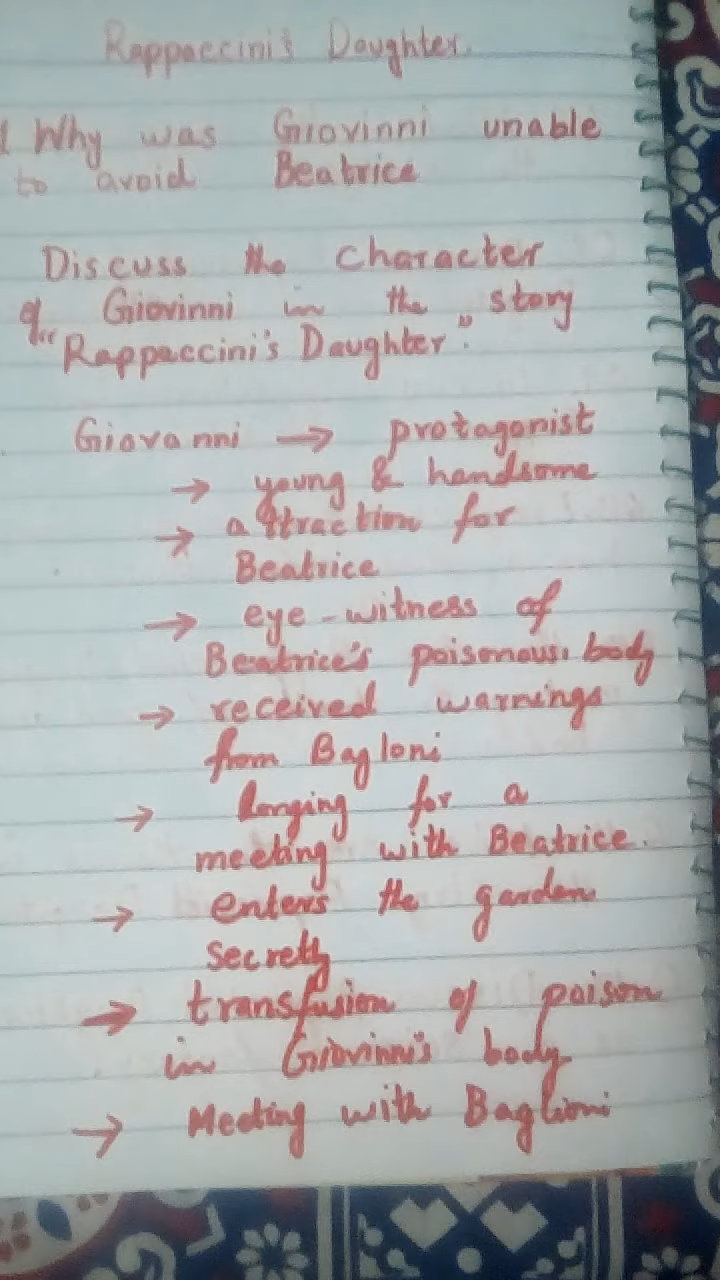 Rappaccini's Daughter.
Why was Giovinni unable
to avoid Beatrice
Discuss the character
of Giovinni in the story
"Rappaccini's Daughter".
Giovanni → protagonist
→ young & handsome
→ attraction for
Beatrice
→ eye-witness of
Beatrice's poisonous body
→ received warnings
from Bagloni
→ longing for a
meeting with Beatrice.
→ enters the garden
secretly
→ transfusion of poison
in Giovinni's body
→ Meeting with Baglioni